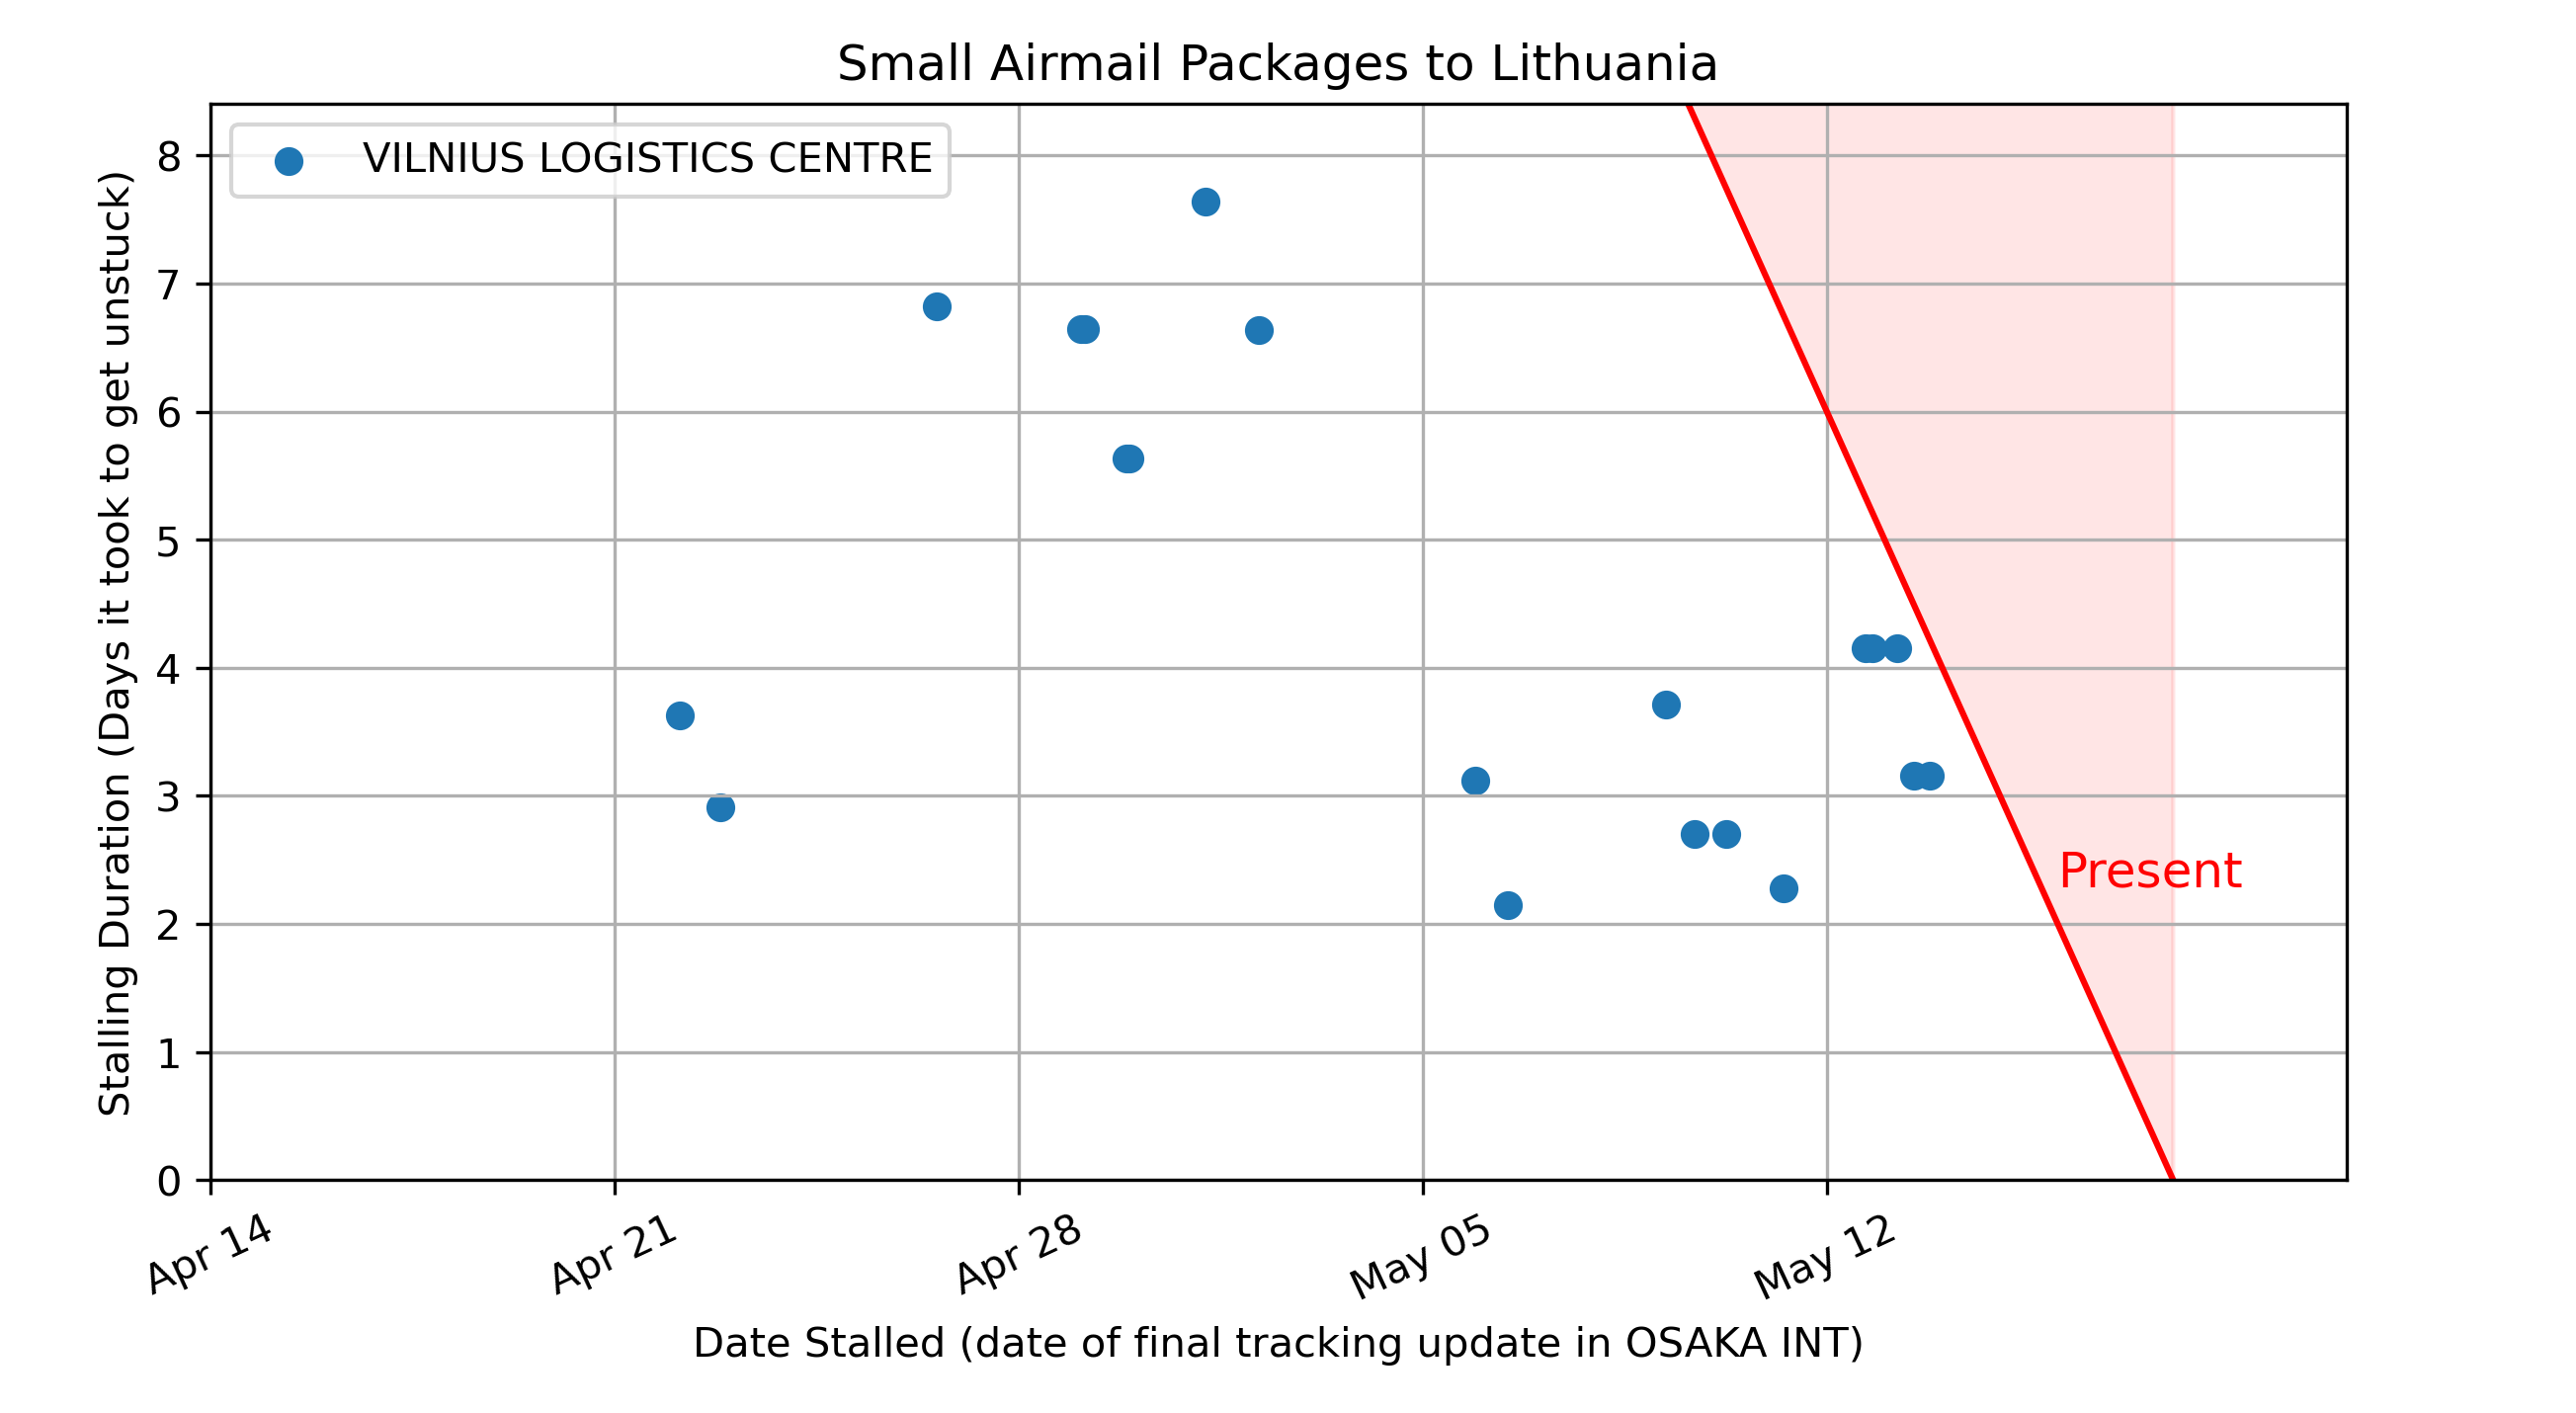 Small Airmail Packages to Lithuania
VILNIUS LOGISTICS CENTRE
Stalling Duration (Days it took to get unstuck)
8
7
6
5
4
3
2
1
0
Present
Apr 14
Apr 21
Apr 28
May 05
May 12
Date Stalled (date of final tracking update in OSAKA INT)